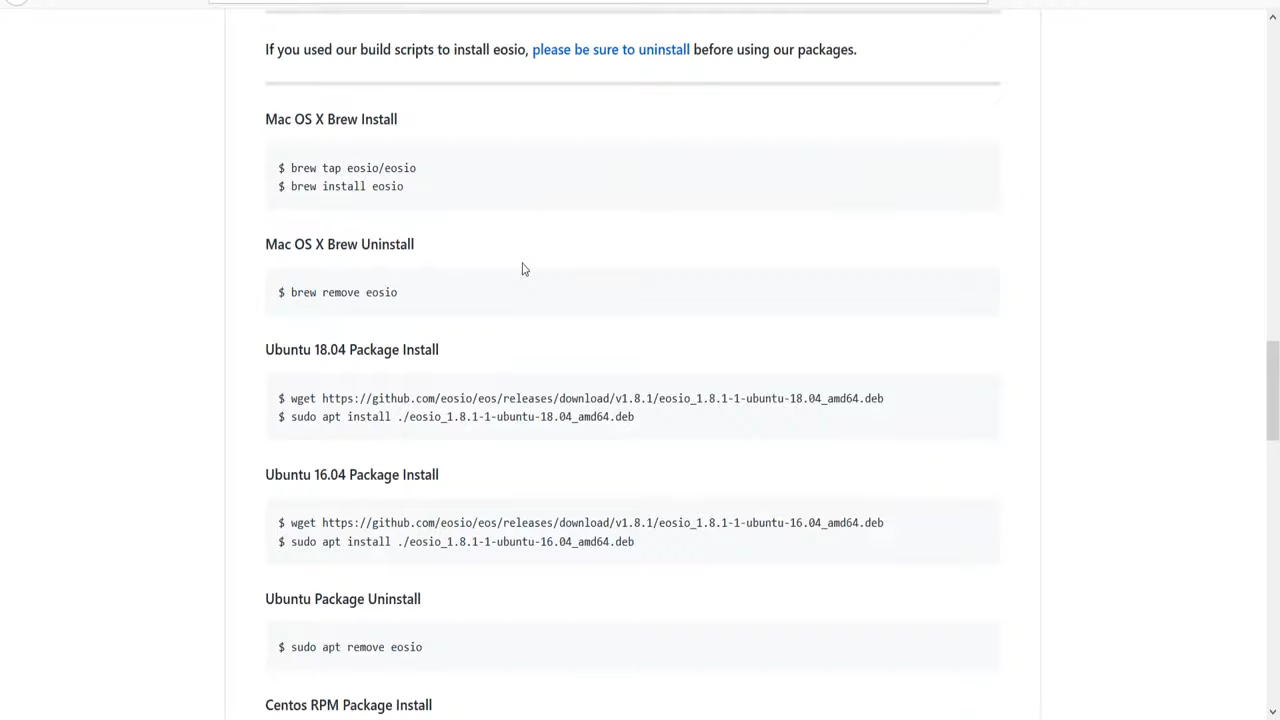 If you used our build scripts to install eosio, please be sure to uninstall before using our packages.
Mac OS X Brew Install
$ brew tap eosio/eosio
$ brew install eosio
Mac OS X Brew Uninstall
$ brew remove eosio
Ubuntu 18.04 Package Install
$ wget https://github.com/eosio/eos/releases/download/v1.8.1/eosio_1.8.1-1-ubuntu-18.04_amd64.deb
$ sudo apt install ./eosio_1.8.1-1-ubuntu-18.04_amd64.deb
Ubuntu 16.04 Package Install
$ wget https://github.com/eosio/eos/releases/download/v1.8.1/eosio_1.8.1-1-ubuntu-16.04_amd64.deb
$ sudo apt install ./eosio_1.8.1-1-ubuntu-16.04_amd64.deb
Ubuntu Package Uninstall
$ sudo apt remove eosio
Centos RPM Package Install